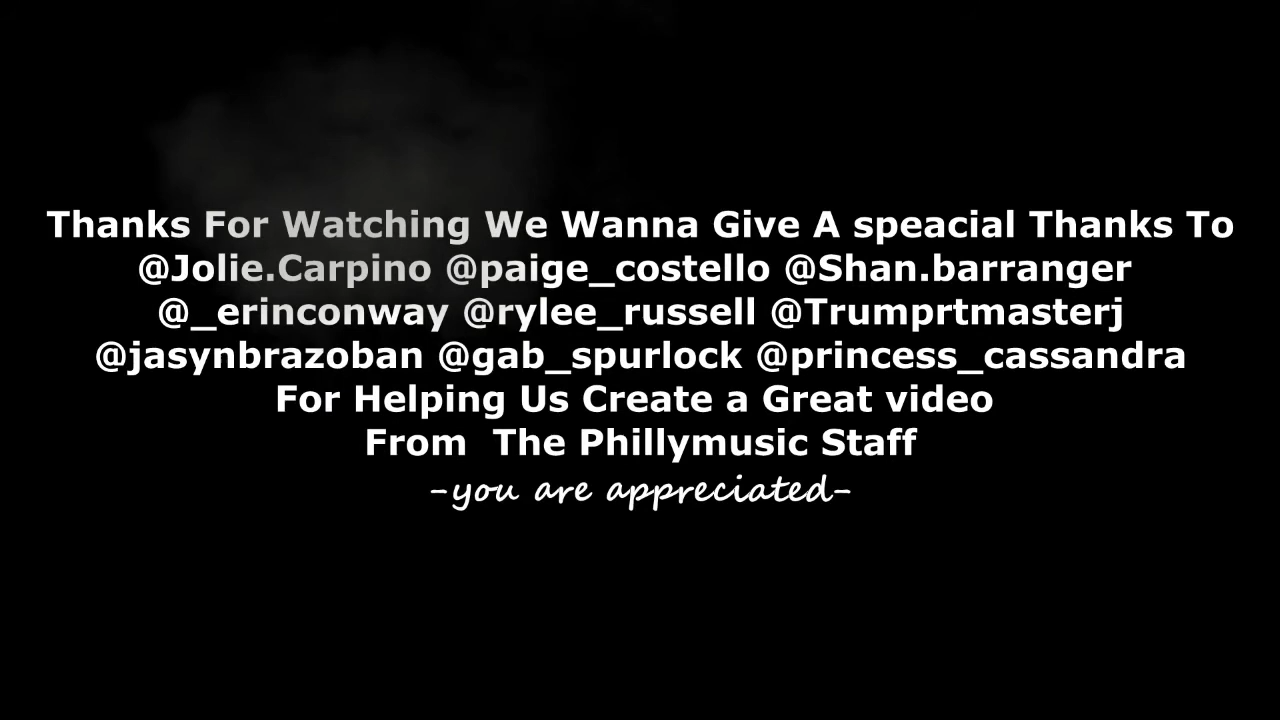 Thanks For Watching We Wanna Give A speacial Thanks To
@Jolie.Carpino @paige_costello @Shan.barranger
@_erinconway @rylee_russell @Trumprtmasterj
@jasynbrazoban @gab_spurlock @princess_cassandra
For Helping Us Create a Great video
From  The Phillymusic Staff
-you are appreciated-